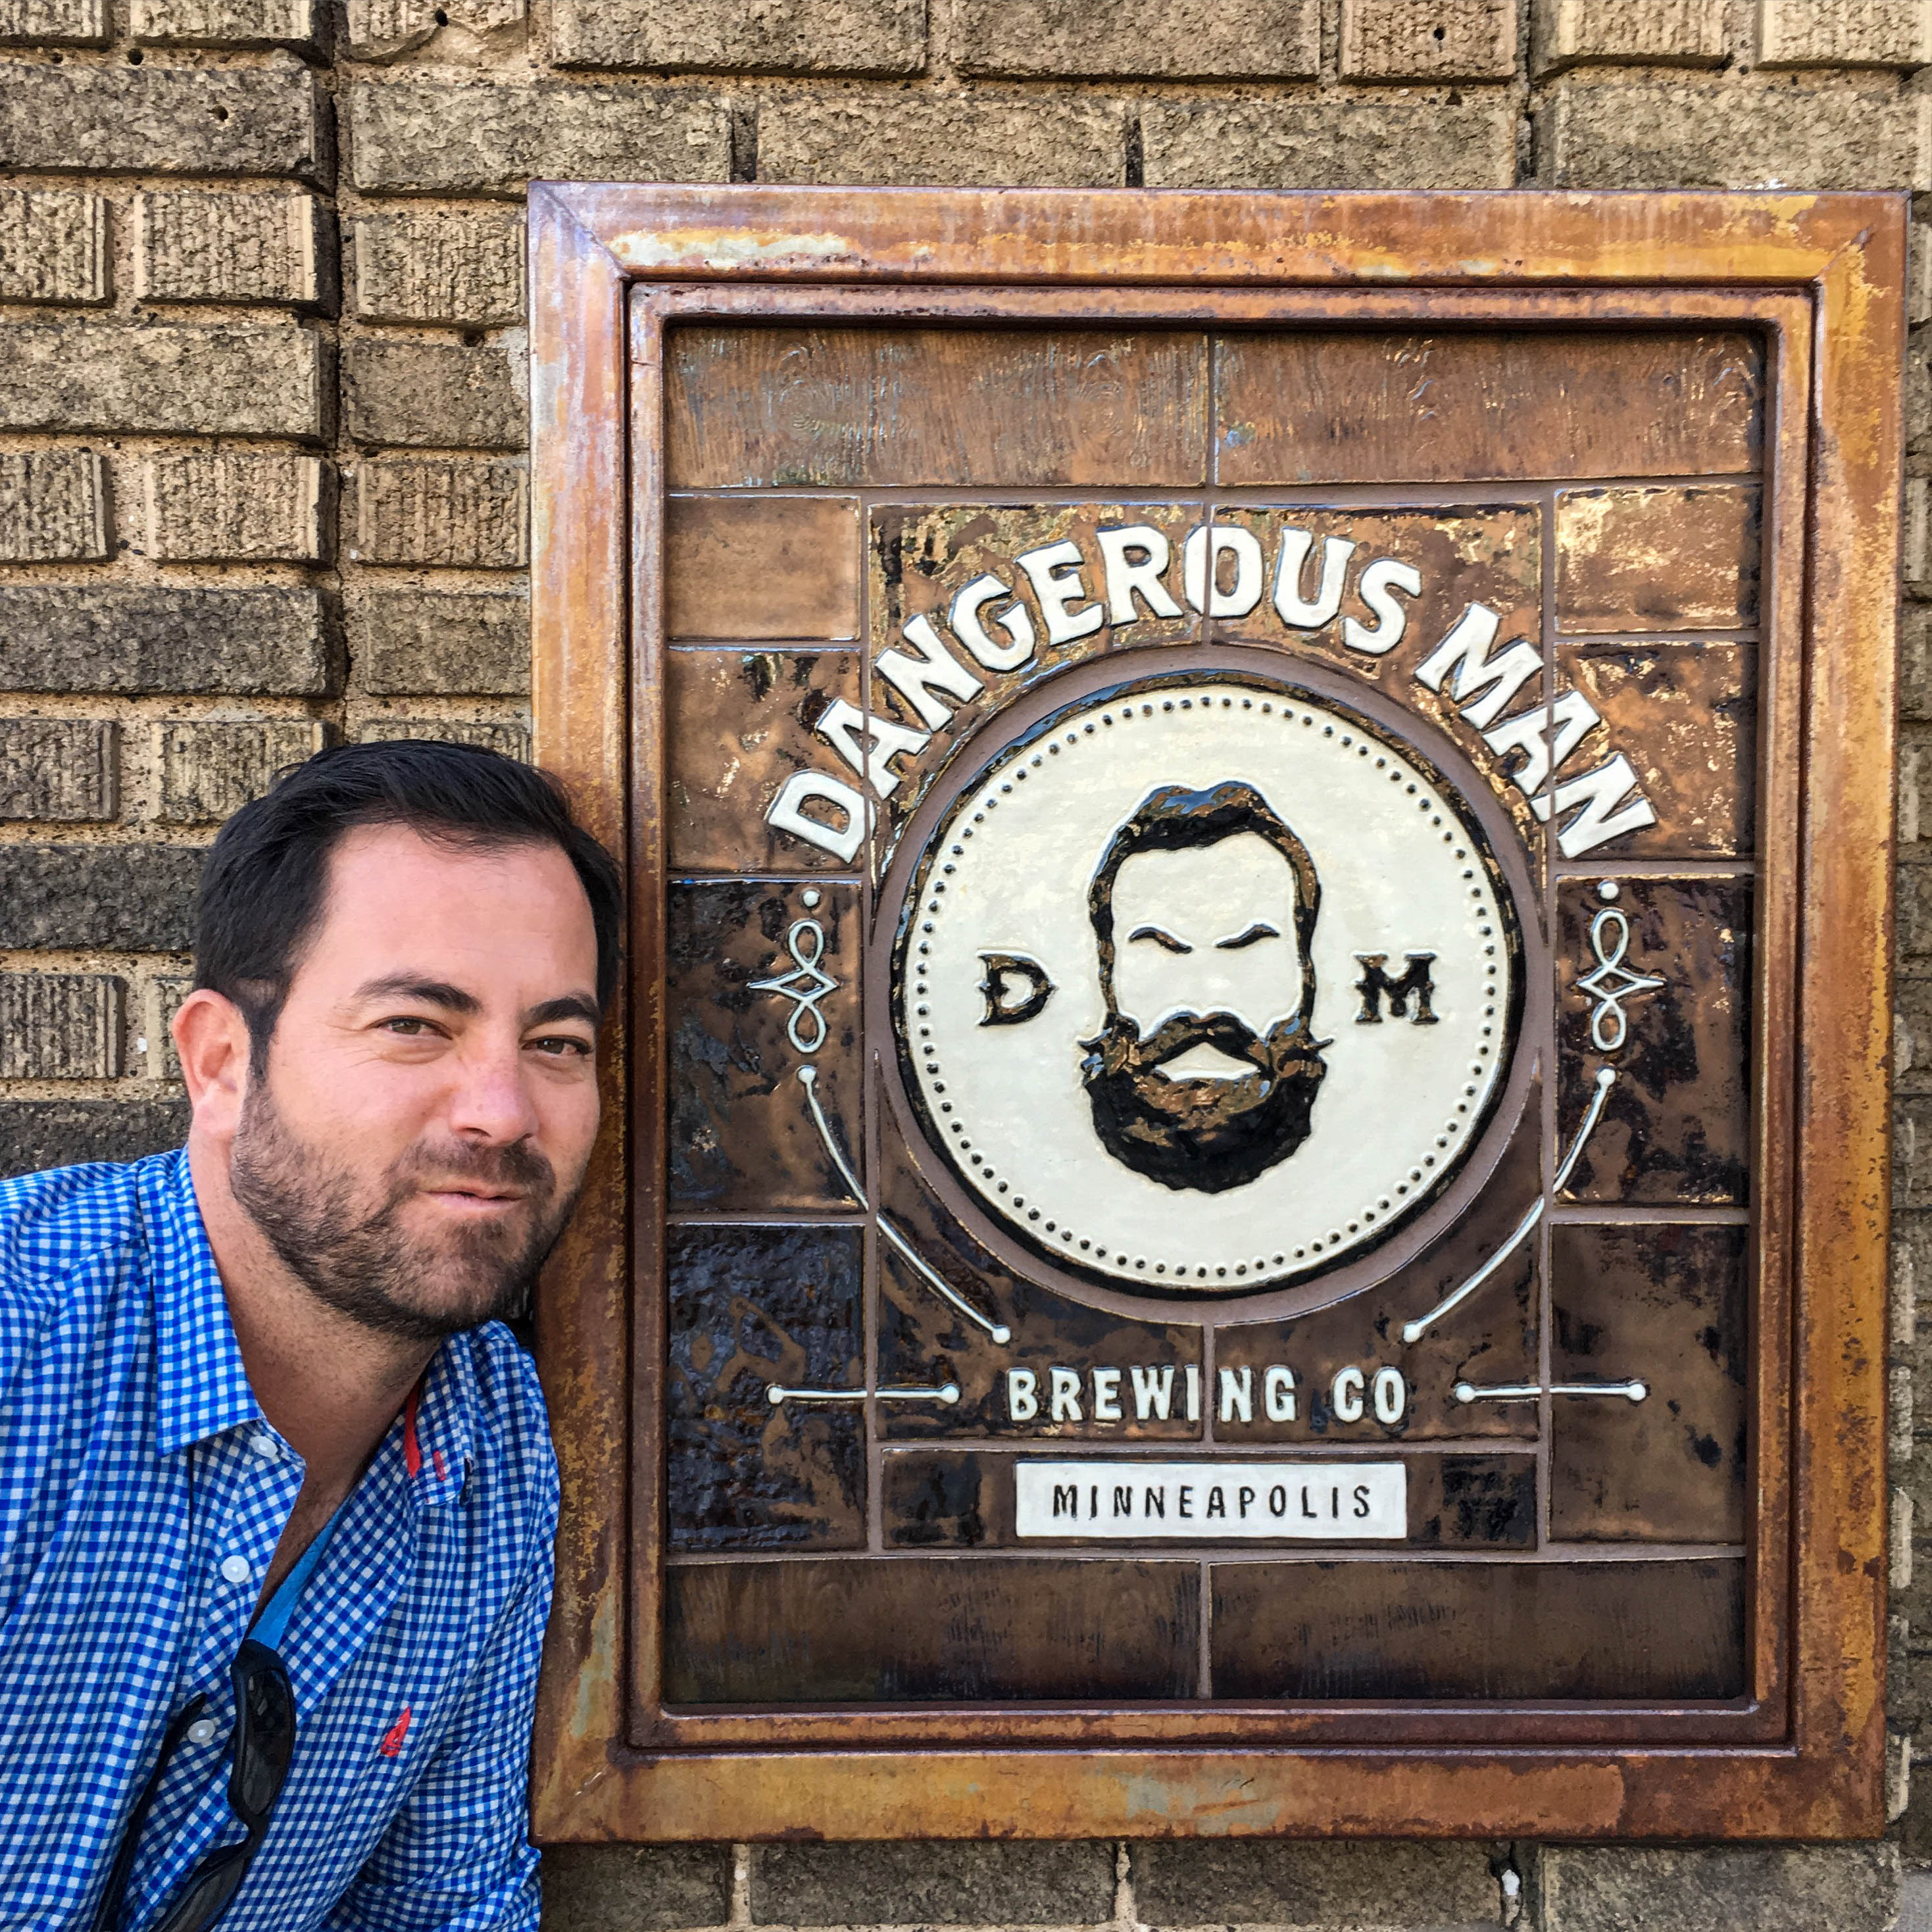 DANGEROUS MAN
D M
BREWING CO
MINNEAPOLIS